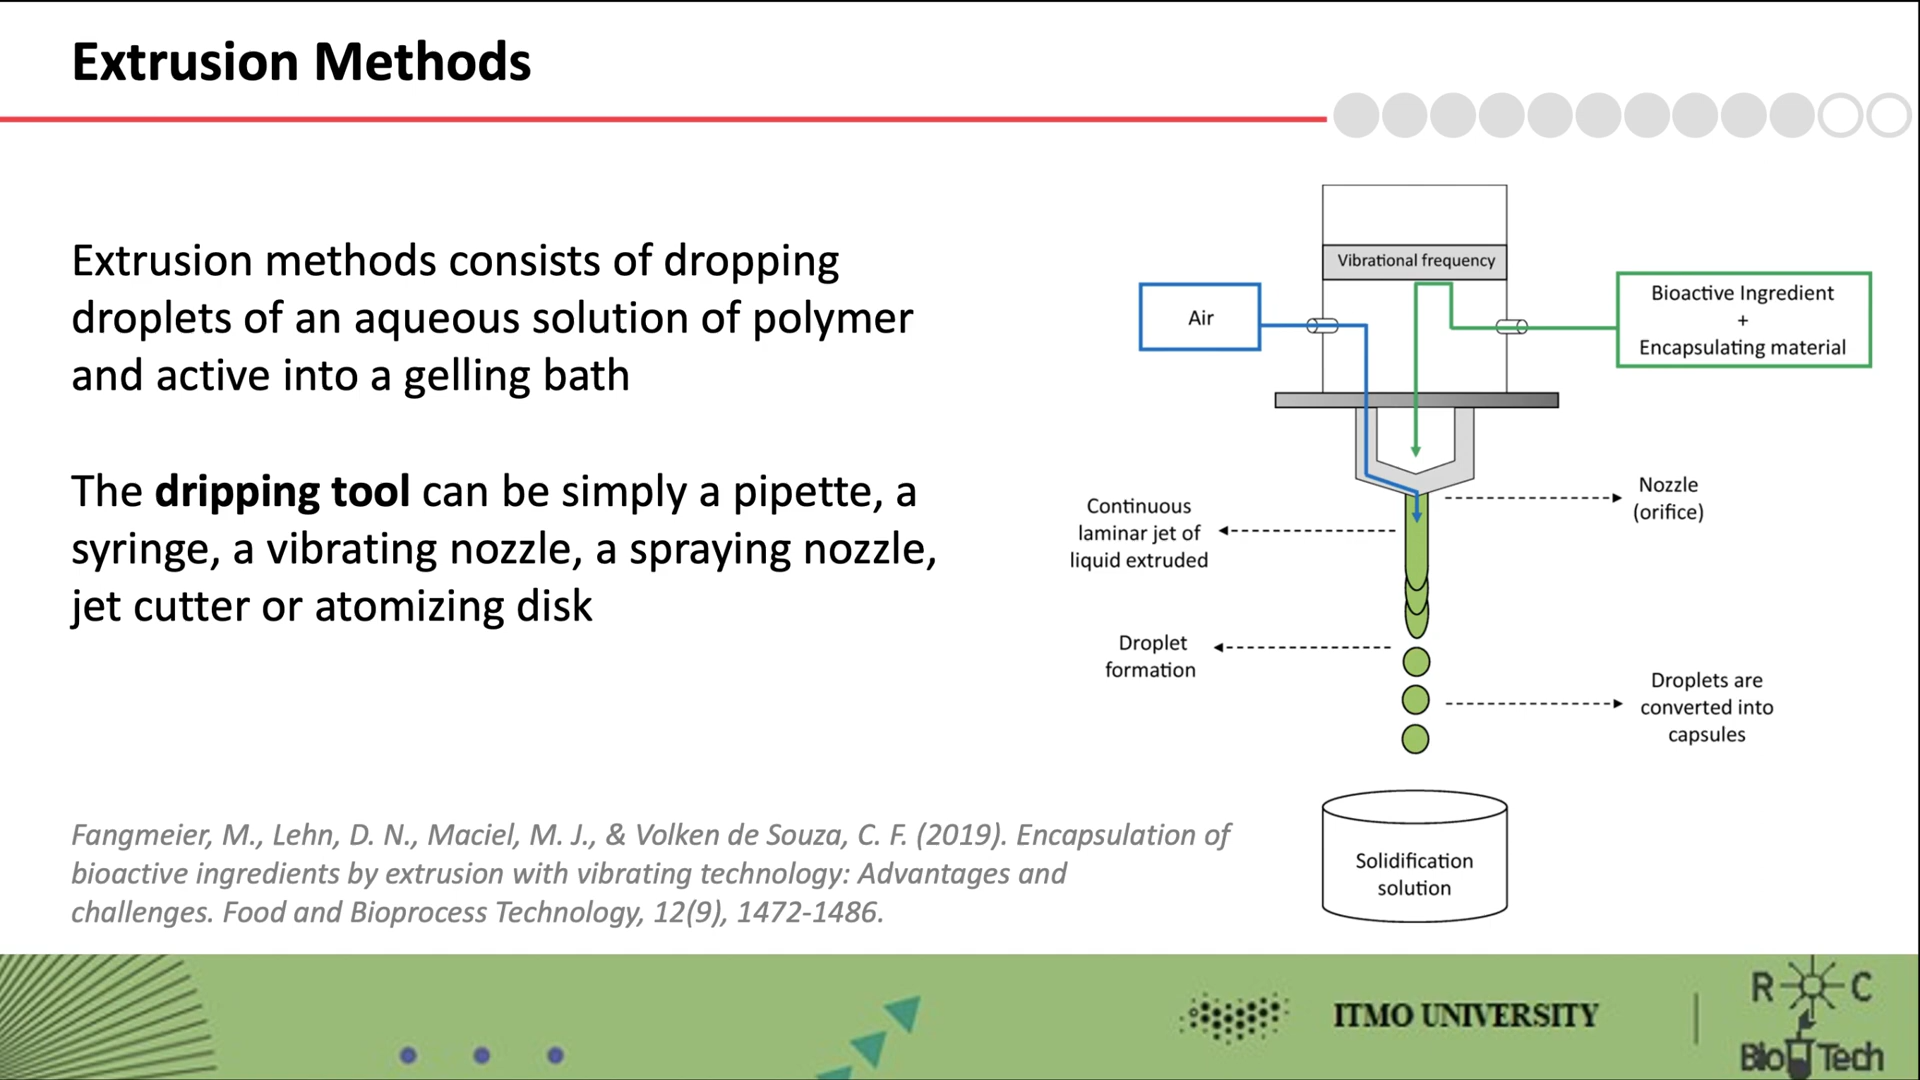 Extrusion Methods
Extrusion methods consists of dropping
droplets of an aqueous solution of polymer
and active into a gelling bath
The dripping tool can be simply a pipette, a
syringe, a vibrating nozzle, a spraying nozzle,
jet cutter or atomizing disk
Vibrational frequency
Air
Bioactive Ingredient
+
Encapsulating material
Nozzle
(orifice)
Continuous
laminar jet of
liquid extruded
Droplet
formation
Droplets are
converted into
capsules
Solidification
solution
Fangmeier, M., Lehn, D. N., Maciel, M. J., & Volken de Souza, C. F. (2019). Encapsulation of
bioactive ingredients by extrusion with vibrating technology: Advantages and
challenges. Food and Bioprocess Technology, 12(9), 1472-1486.
ITMO UNIVERSITY
R C
Bio Tech